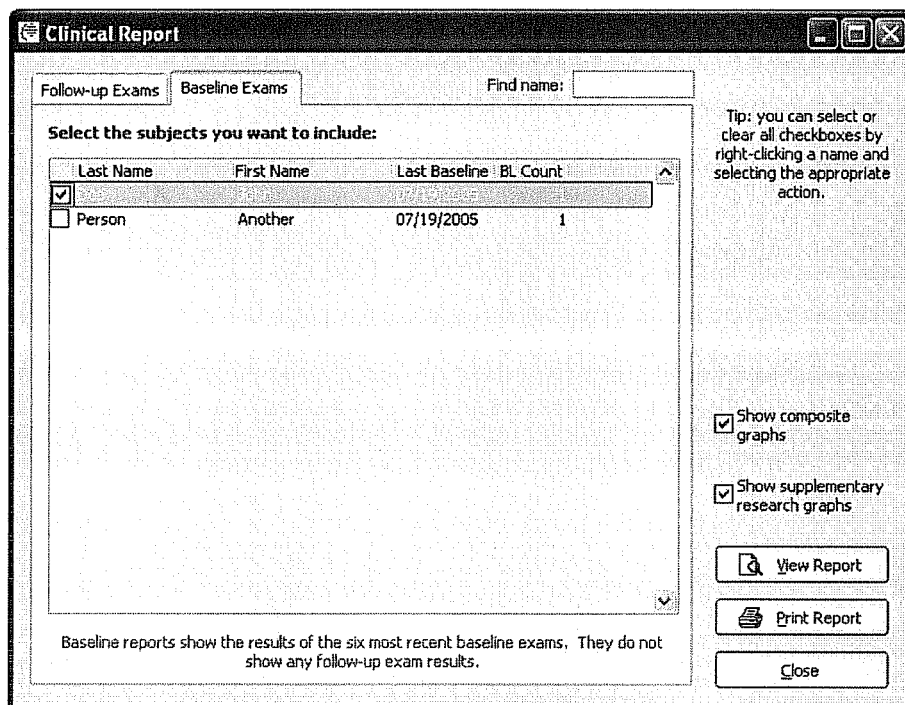 Clinical Report
Follow-up Exams
Baseline Exams
Find name:
Select the subjects you want to include:
Last Name First Name Last Baseline BL Count
Person Another 07/19/2005 1
Baseline reports show the results of the six most recent baseline exams. They do not
show any follow-up exam results.
Tip: you can select or
clear all checkboxes by
right-clicking a name and
selecting the appropriate
action.
Show composite
graphs
Show supplementary
research graphs
View Report
Print Report
Close